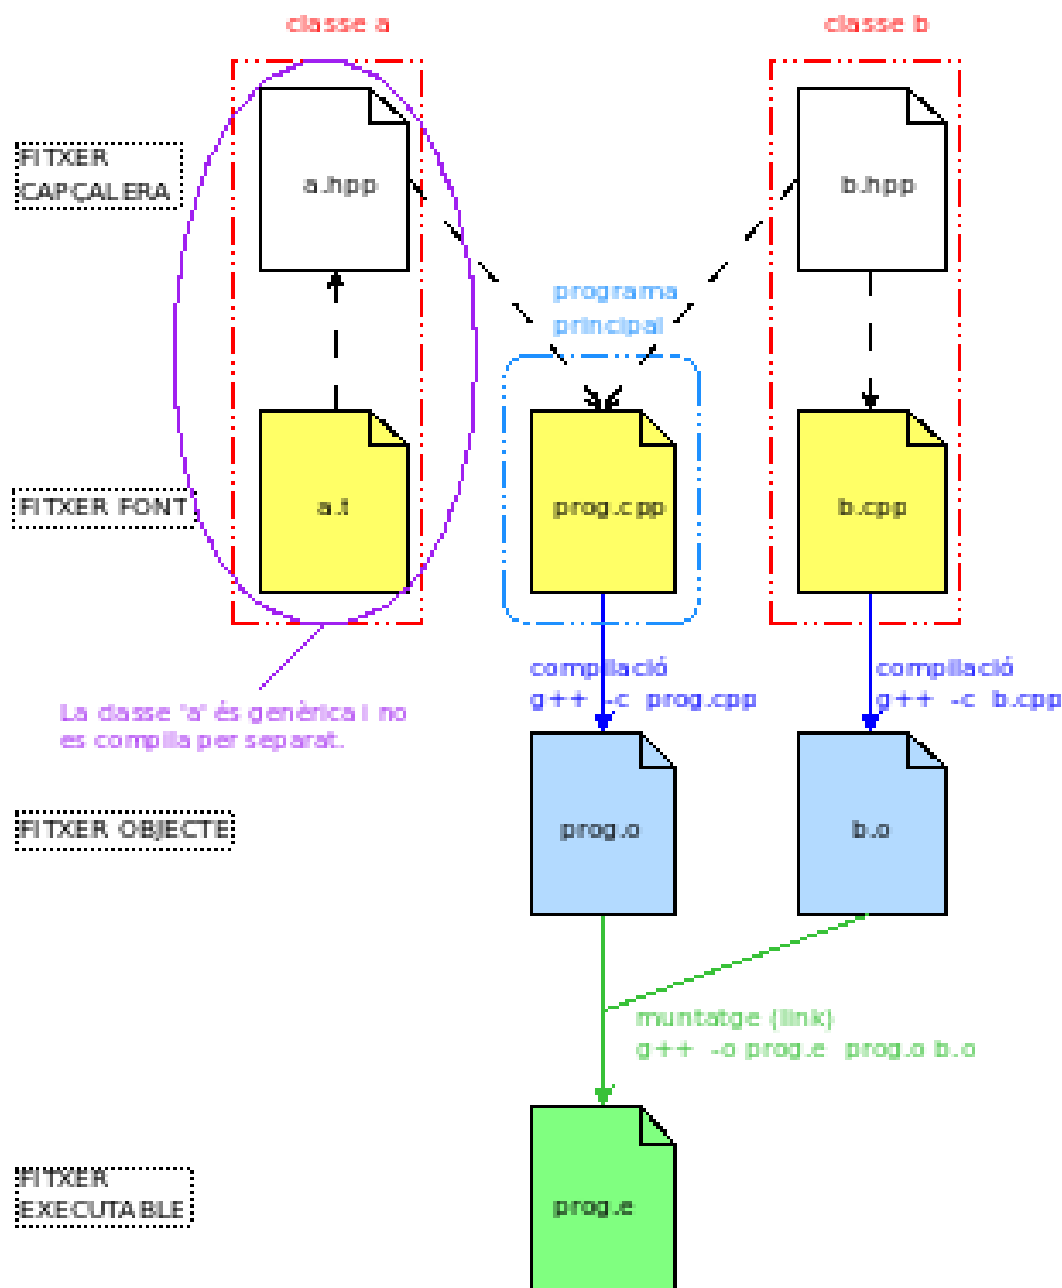 classe a
classe b
FITXER
CAPÇALERA
a.hpp
b.hpp
programa
principal
FITXER FONT
a.t
prog.cpp
b.cpp
compilació
g++ -c prog.cpp
compilació
g++ -c b.cpp
La classe "a" és genèrica i no
es compila per separat.
FITXER OBJECTE
prog.o
b.o
muntatge (link)
g++ -o prog.e prog.o b.o
FITXER
EXECUTABLE
prog.e